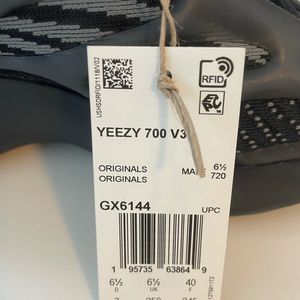 RFID
YEEZY 700 V3
ORIGINALS
ORIGINALS
6½
720
GX6144
UPC
1 95735 63864 9
6½ 6½ 40
D UK F